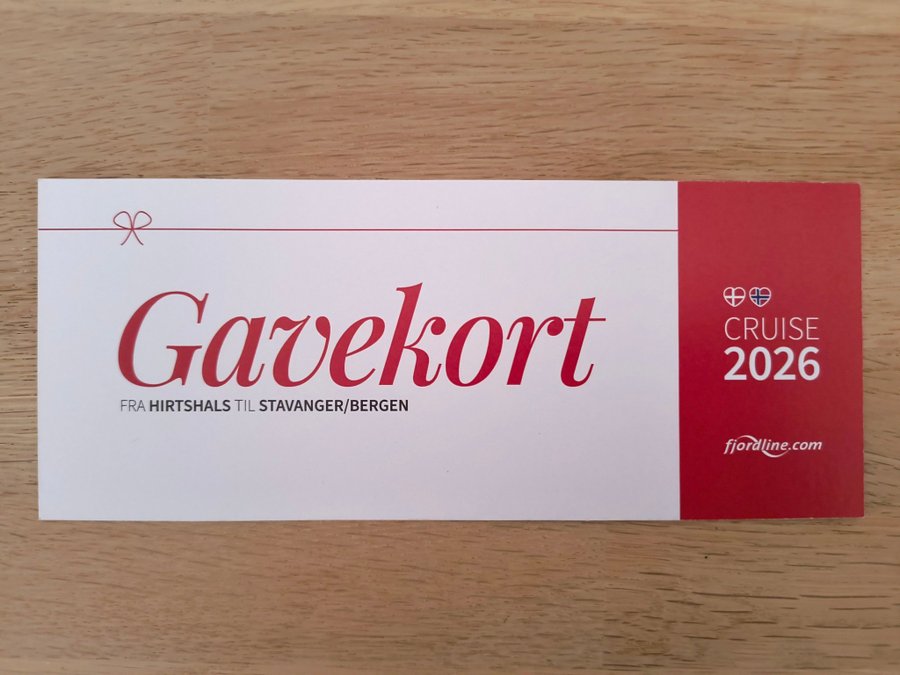 Gavekort
FRA HIRTSHALS TIL STAVANGER/BERGEN
CRUISE
2026
fjordline.com